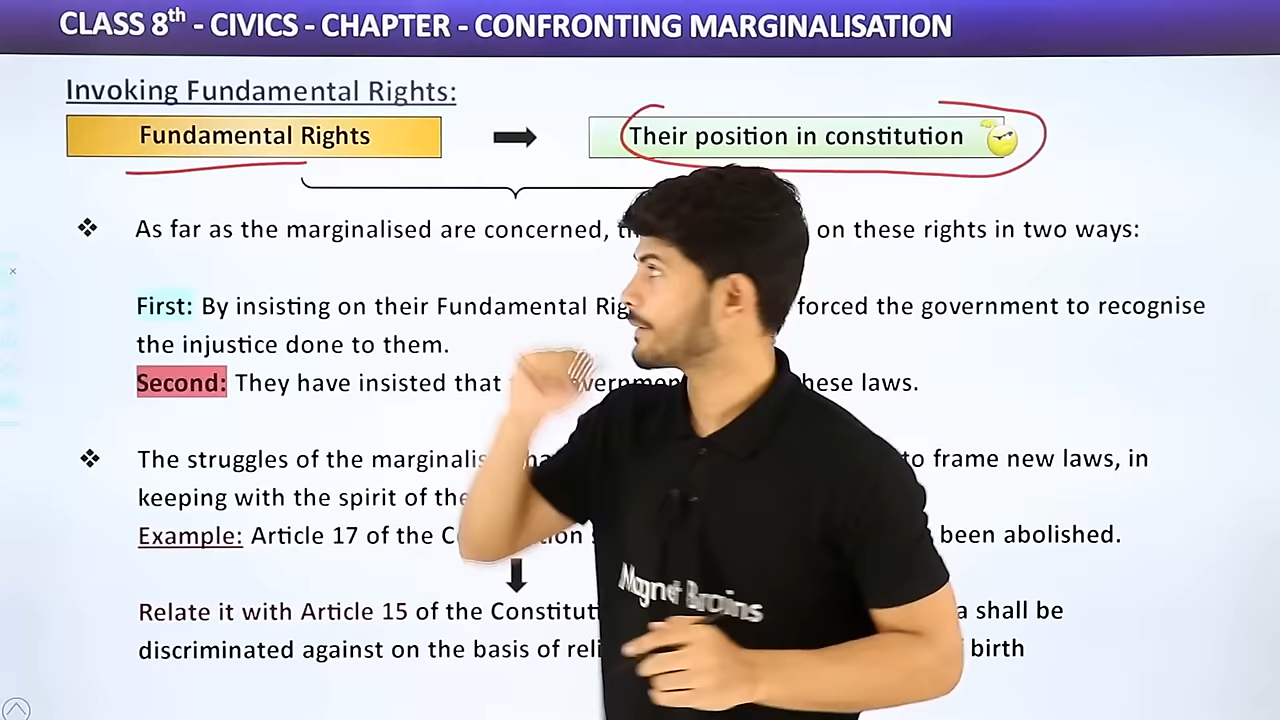 CLASS 8th - CIVICS - CHAPTER - CONFRONTING MARGINALISATION
Invoking Fundamental Rights:
Fundamental Rights
Their position in constitution
As far as the marginalised are concerned, on these rights in two ways:
First: By insisting on their Fundamental forced the government to recognise
the injustice done to them.
Second: They have insisted that these laws.
The struggles of the to frame new laws, in
keeping with the spirit of the
Example: Article 17 of the been abolished.
Relate it with Article 15 of the shall be
discriminated against on the basis of birth
Magnet Brains